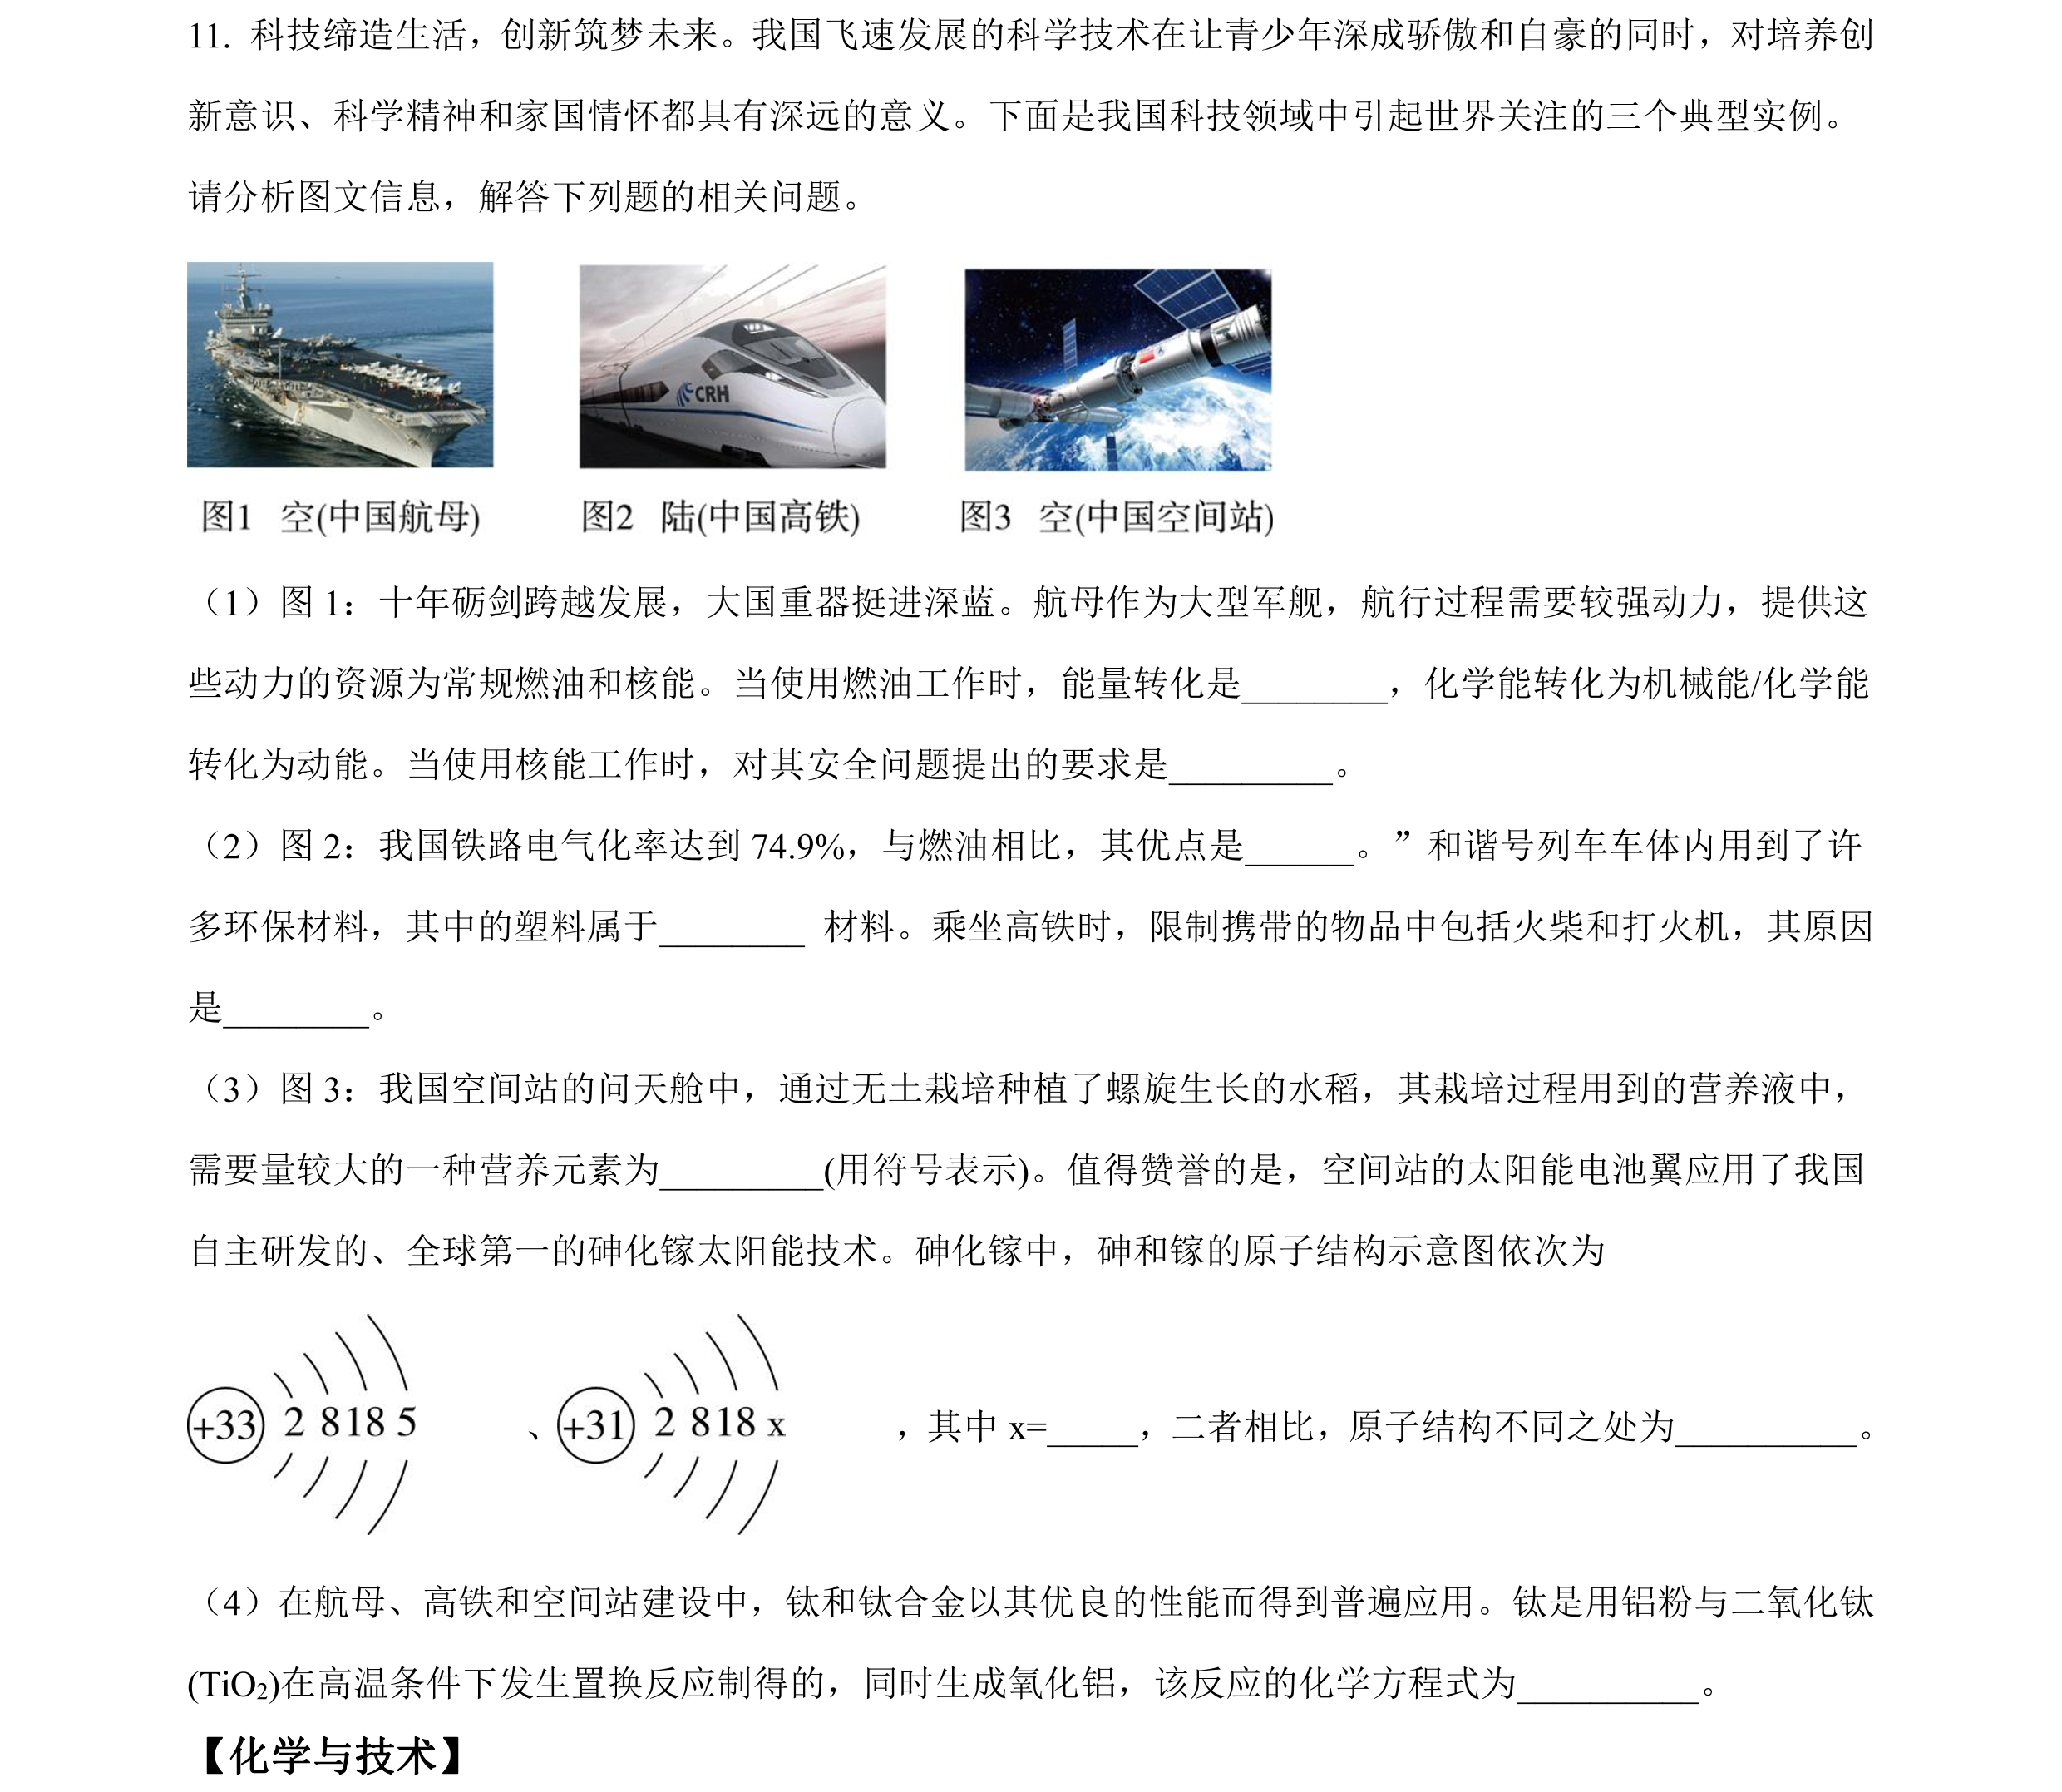 11. 科技缔造生活，创新筑梦未来。我国飞速发展的科学技术在让青少年深成骄傲和自豪的同时，对培养创
新意识、科学精神和家国情怀都具有深远的意义。下面是我国科技领域中引起世界关注的三个典型实例。
请分析图文信息，解答下列题的相关问题。
CRH
图1 空(中国航母) 图2 陆(中国高铁) 图3 空(中国空间站)
（1）图 1：十年砺剑跨越发展，大国重器挺进深蓝。航母作为大型军舰，航行过程需要较强动力，提供这
些动力的资源为常规燃油和核能。当使用燃油工作时，能量转化是________，化学能转化为机械能/化学能
转化为动能。当使用核能工作时，对其安全问题提出的要求是_________。
（2）图 2：我国铁路电气化率达到 74.9%，与燃油相比，其优点是______。”和谐号列车车体内用到了许
多环保材料，其中的塑料属于________ 材料。乘坐高铁时，限制携带的物品中包括火柴和打火机，其原因
是________。
（3）图 3：我国空间站的问天舱中，通过无土栽培种植了螺旋生长的水稻，其栽培过程用到的营养液中，
需要量较大的一种营养元素为_________(用符号表示)。值得赞誉的是，空间站的太阳能电池翼应用了我国
自主研发的、全球第一的砷化镓太阳能技术。砷化镓中，砷和镓的原子结构示意图依次为
+33 2 8 18 5 、 +31 2 8 18 x ，其中 x=_____，二者相比，原子结构不同之处为__________。
（4）在航母、高铁和空间站建设中，钛和钛合金以其优良的性能而得到普遍应用。钛是用铝粉与二氧化钛
(TiO₂)在高温条件下发生置换反应制得的，同时生成氧化铝，该反应的化学方程式为__________。
【化学与技术】